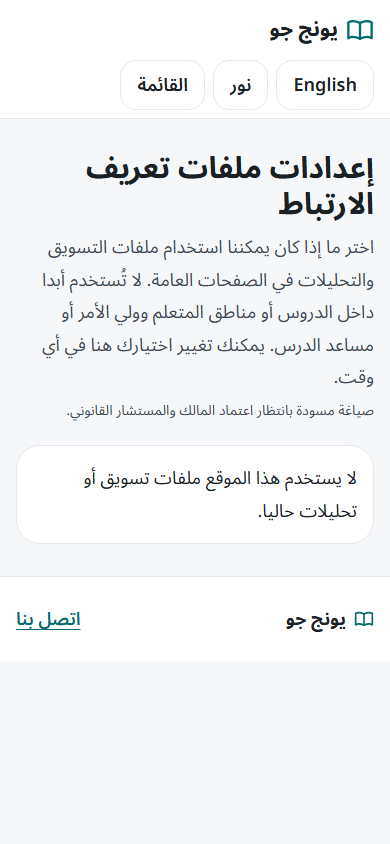 يونج جو
English
نور
القائمة
إعدادات ملفات تعريف
الارتباط
اختر ما إذا كان يمكننا استخدام ملفات التسويق
والتحليلات في الصفحات العامة. لا تُستخدم أبدا
داخل الدروس أو مناطق المتعلم وولي الأمر أو
مساعد الدرس. يمكنك تغيير اختيارك هنا في أي
وقت.
صياغة مسودة بانتظار اعتماد المالك والمستشار القانوني.
لا يستخدم هذا الموقع ملفات تسويق أو
تحليلات حاليا.
يونج جو
اتصل بنا